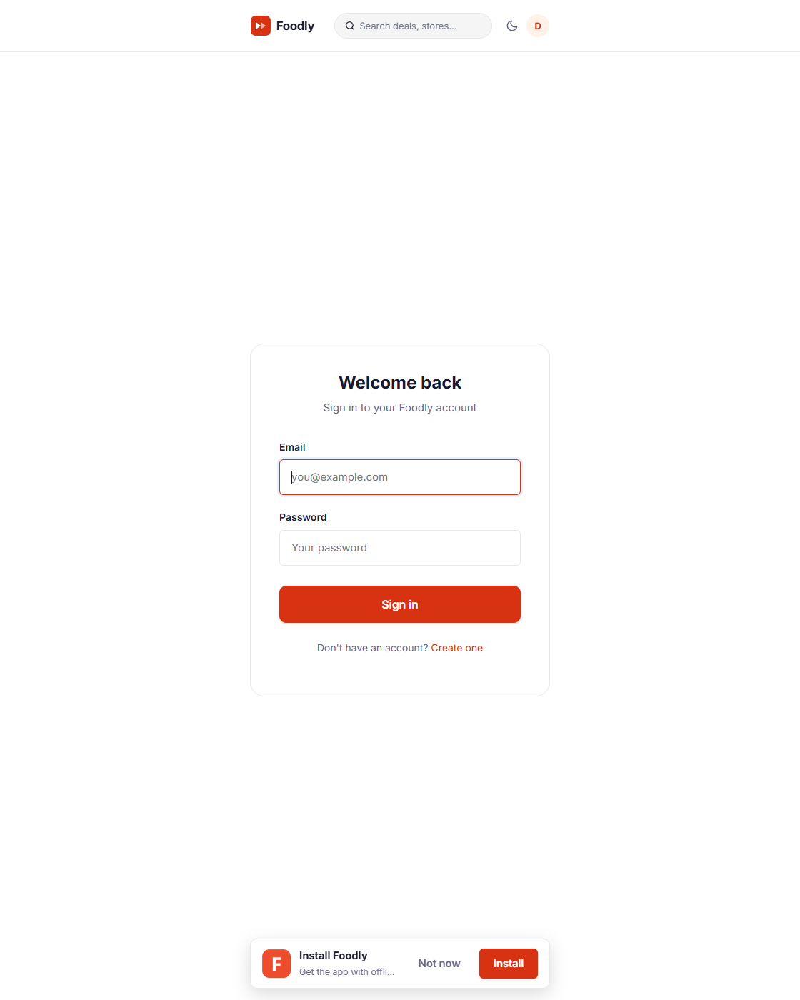 Foodly
Search deals, stores...
D
Welcome back
Sign in to your Foodly account
Email
you@example.com
Password
Your password
Sign in
Don't have an account? Create one
F
Install Foodly
Get the app with offli...
Not now
Install